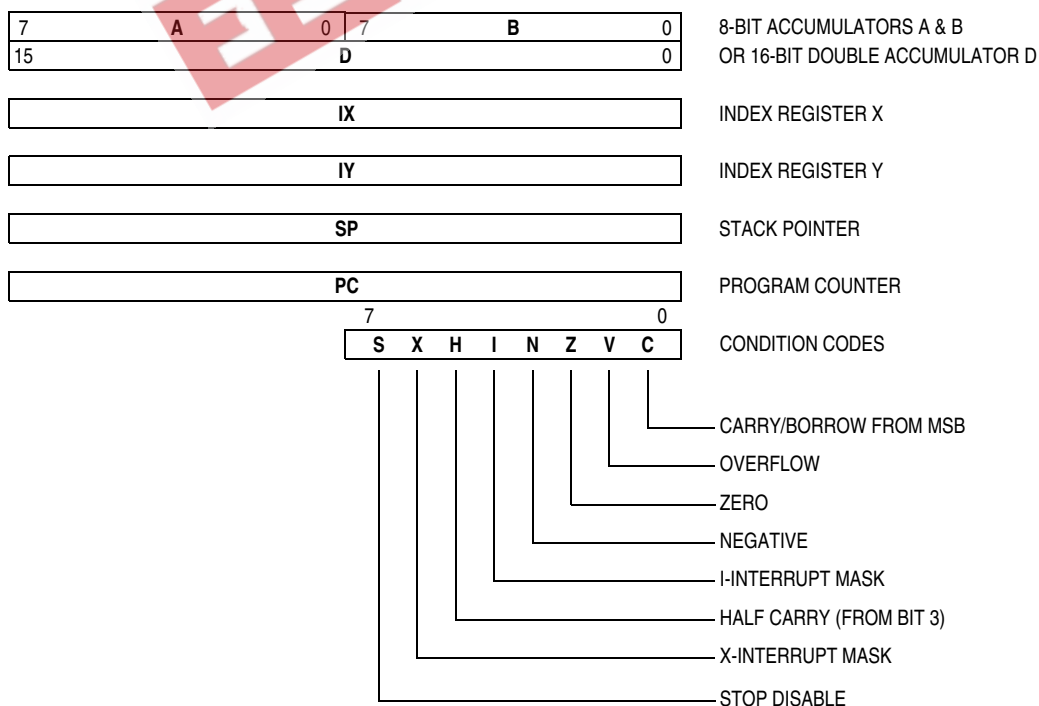 7 A 0 7 B 0 8-BIT ACCUMULATORS A & B
15 D 0 OR 16-BIT DOUBLE ACCUMULATOR D
IX INDEX REGISTER X
IY INDEX REGISTER Y
SP STACK POINTER
PC PROGRAM COUNTER
7 0
S X H I N Z V C CONDITION CODES
CARRY/BORROW FROM MSB
OVERFLOW
ZERO
NEGATIVE
I-INTERRUPT MASK
HALF CARRY (FROM BIT 3)
X-INTERRUPT MASK
STOP DISABLE